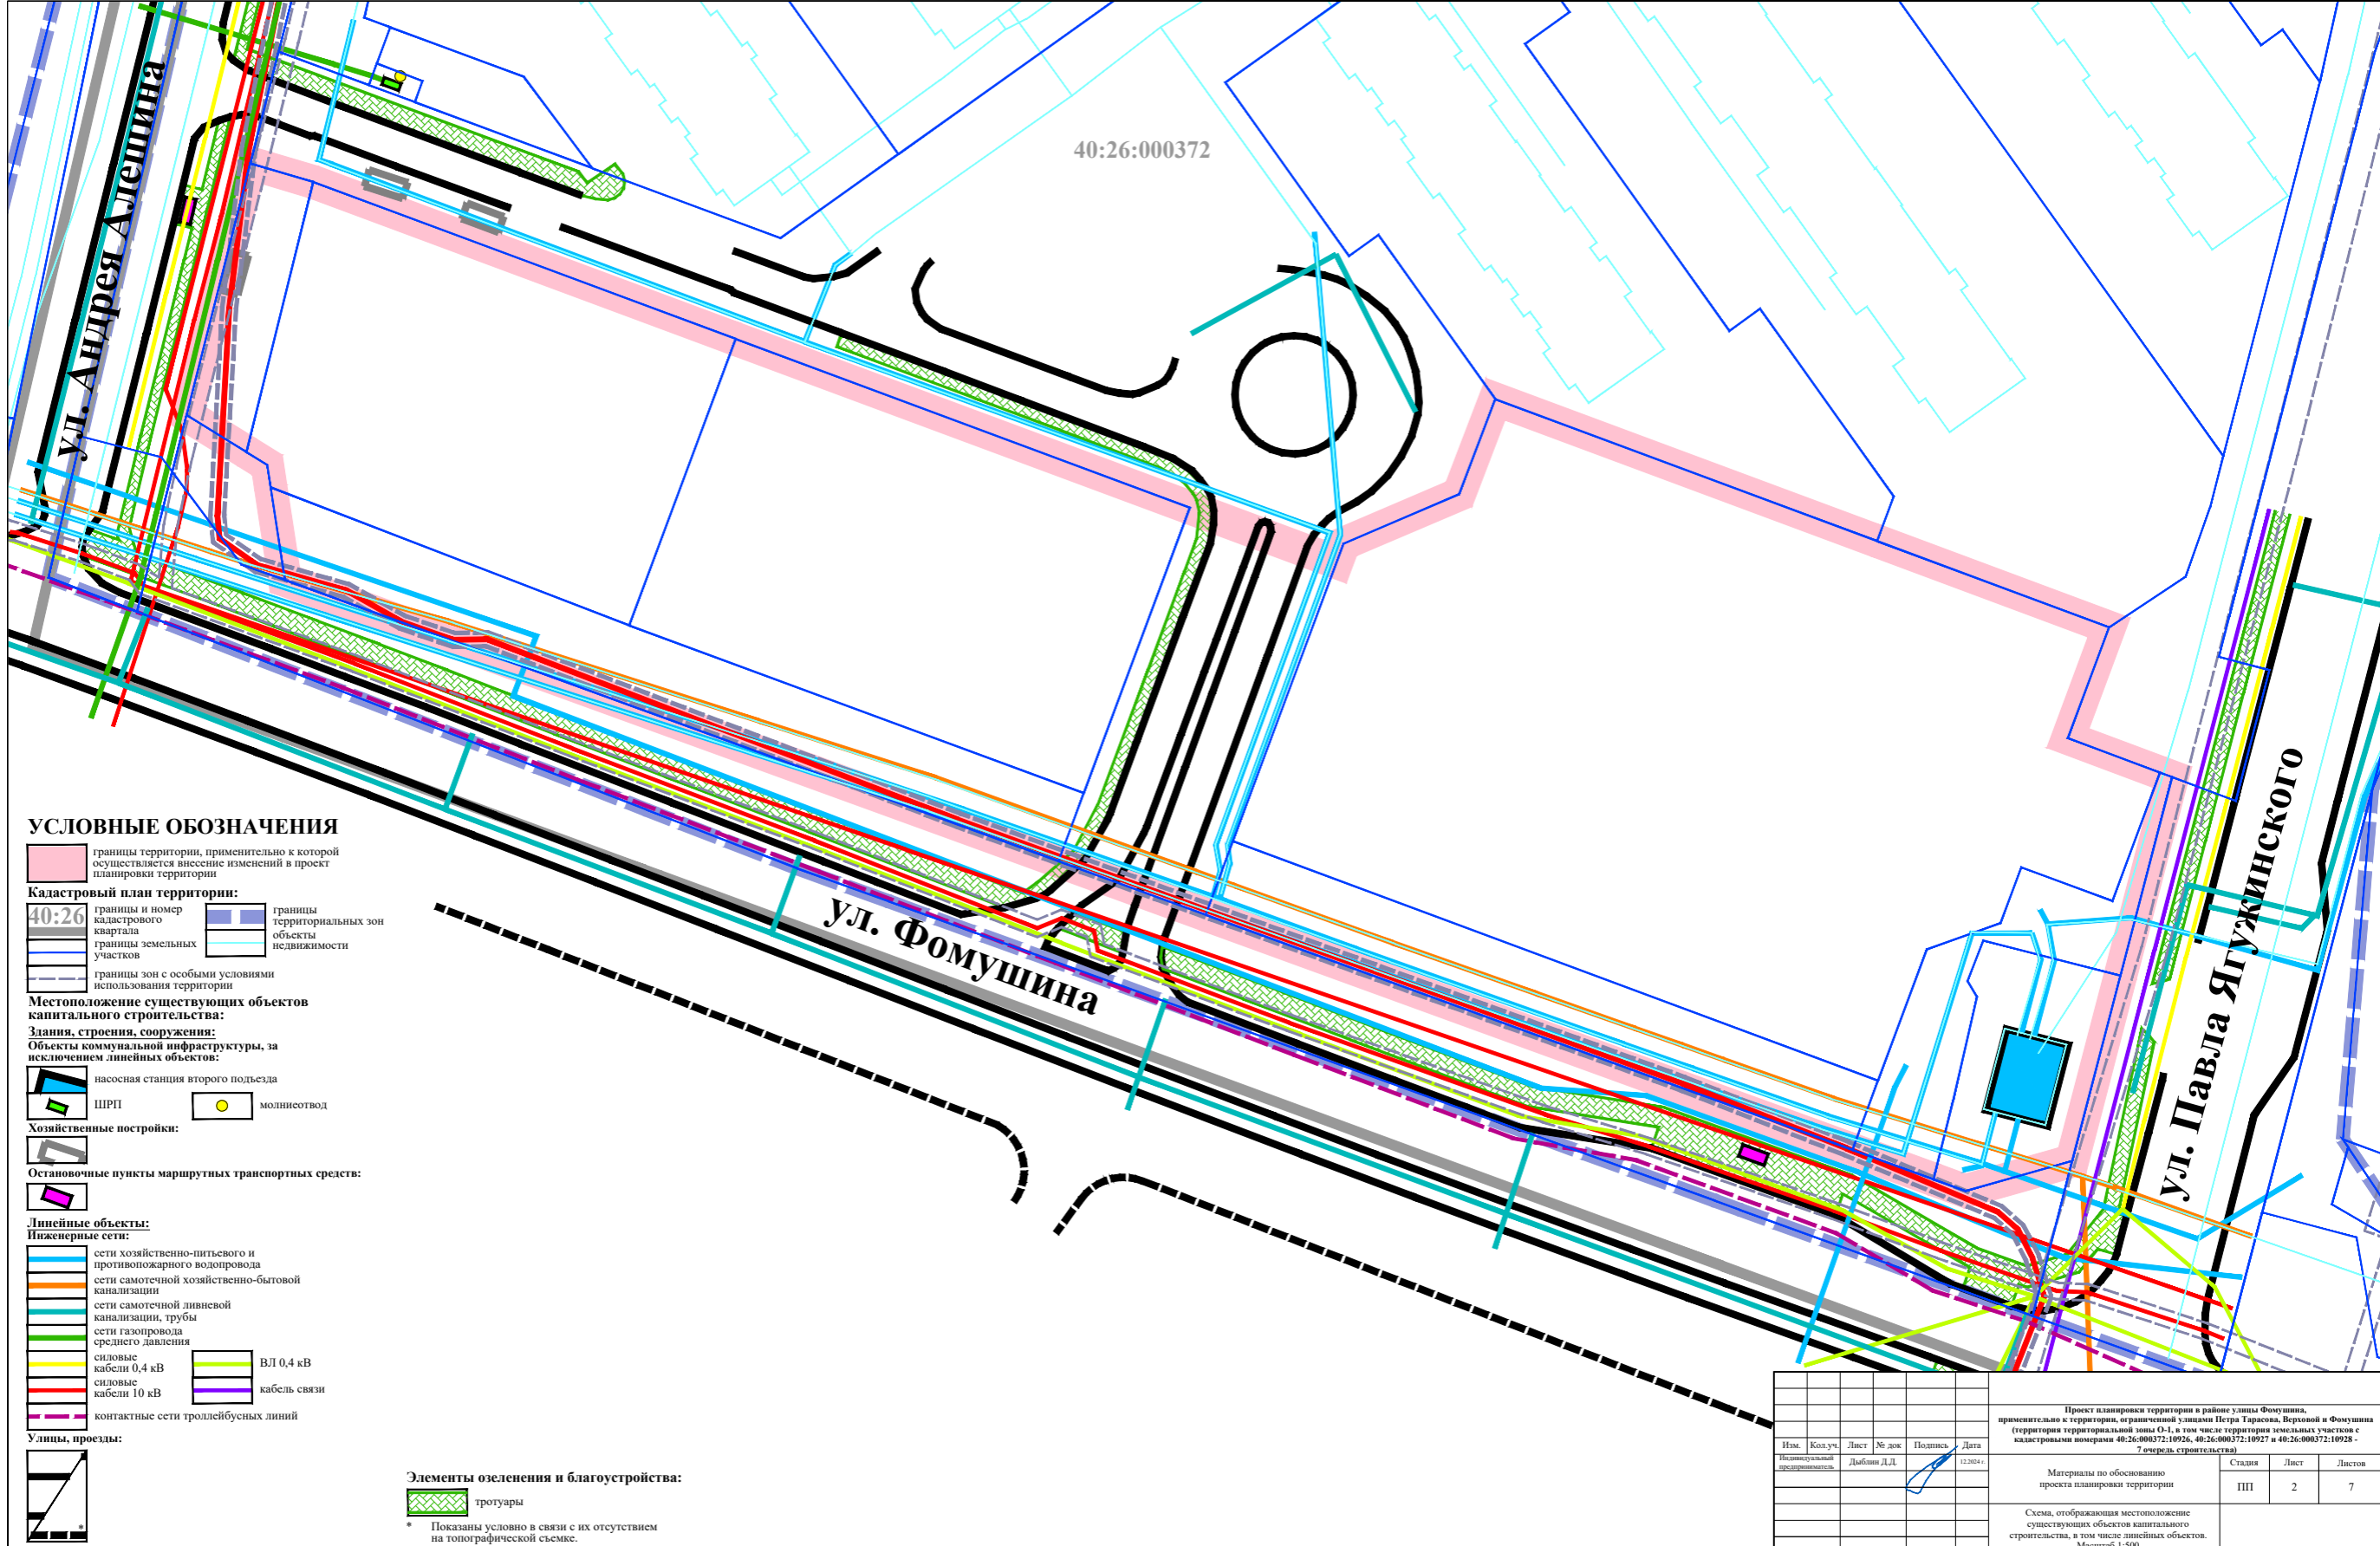 ул. Андрея Алешина
40:26:000372
ул. Фомушина
ул. Павла Ягужинского
УСЛОВНЫЕ ОБОЗНАЧЕНИЯ
границы территории, применительно к которой
осуществляется внесение изменений в проект
планировки территории
Кадастровый план территории:
40:26
границы и номер
кадастрового
квартала
границы
территориальных зон
границы земельных
участков
объекты
недвижимости
границы зон с особыми условиями
использования территории
Местоположение существующих объектов
капитального строительства:
Здания, строения, сооружения:
Объекты коммунальной инфраструктуры, за
исключением линейных объектов:
насосная станция второго подъезда
ШРП
молниеотвод
Хозяйственные постройки:
Остановочные пункты маршрутных транспортных средств:
Линейные объекты:
Инженерные сети:
сети хозяйственно-питьевого и
противопожарного водопровода
сети самотечной хозяйственно-бытовой
канализации
сети самотечной ливневой
канализации, трубы
сети газопровода
среднего давления
силовые
кабели 0,4 кВ
ВЛ 0,4 кВ
силовые
кабели 10 кВ
кабель связи
контактные сети троллейбусных линий
Улицы, проезды:
*
Элементы озеленения и благоустройства:
тротуары
* Показаны условно в связи с их отсутствием
на топографической съемке.
Проект планировки территории в районе улицы Фомушина,
применительно к территории, ограниченной улицами Петра Тарасова, Верховой и Фомушина
(территория территориальной зоны О-1, в том числе территория земельных участков с
кадастровыми номерами 40:26:000372:10926, 40:26:000372:10927 и 40:26:000372:10928 -
7 очередь строительства)
Изм. Кол.уч. Лист № док Подпись Дата
Индивидуальный
предприниматель Дыблин Д.Д. 12.2024 г.
Материалы по обоснованию
проекта планировки территории
Стадия Лист Листов
ПП 2 7
Схема, отображающая местоположение
существующих объектов капитального
строительства, в том числе линейных объектов.
Масштаб 1:500